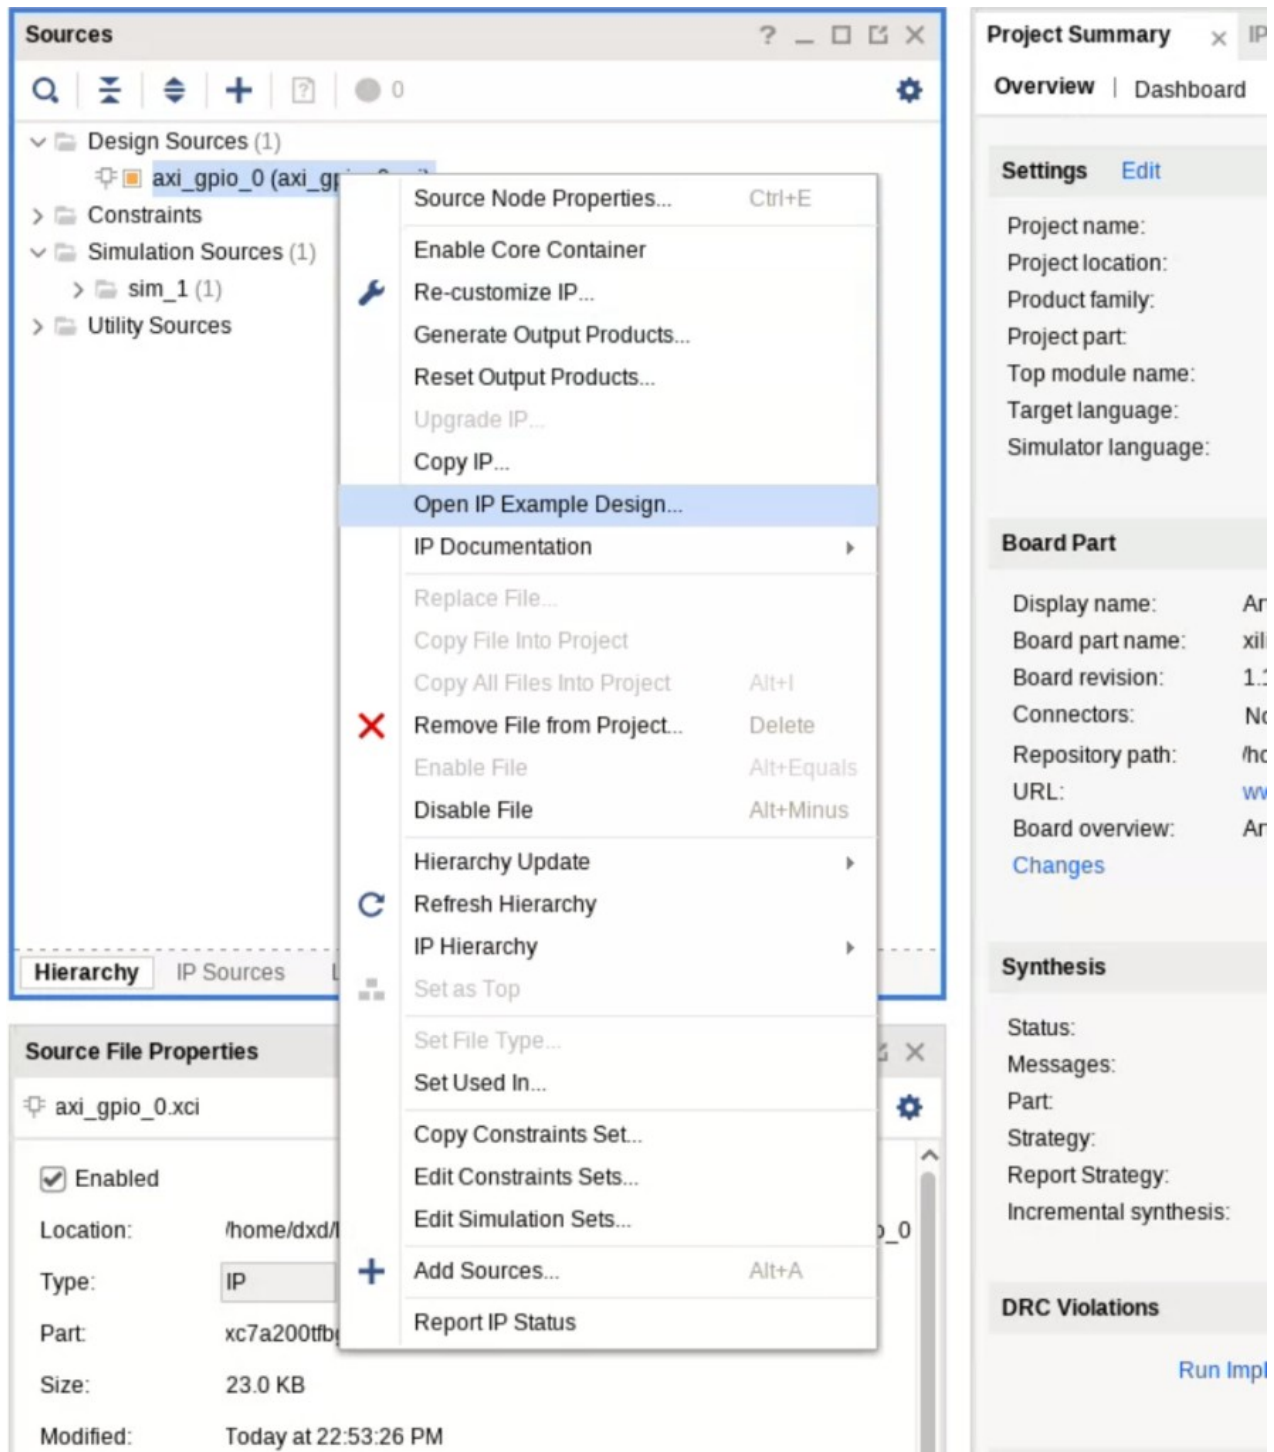 Sources
? 
0
Design Sources (1)
axi_gpio_0
Constraints
Simulation Sources (1)
sim_1 (1)
Utility Sources
Hierarchy
IP Sources
Source Node Properties... Ctrl+E
Enable Core Container
Re-customize IP...
Generate Output Products...
Reset Output Products...
Upgrade IP...
Copy IP...
Open IP Example Design...
IP Documentation
Replace File...
Copy File Into Project
Copy All Files Into Project Alt+I
Remove File from Project... Delete
Enable File Alt+Equals
Disable File Alt+Minus
Hierarchy Update
Refresh Hierarchy
IP Hierarchy
Set as Top
Set File Type...
Set Used In...
Copy Constraints Set...
Edit Constraints Sets...
Edit Simulation Sets...
Add Sources... Alt+A
Report IP Status
Source File Properties
axi_gpio_0.xci
Enabled
Location:
Type: IP
Part:
Size: 23.0 KB
Modified: Today at 22:53:26 PM
Project Summary
IP
Overview | Dashboard
Settings Edit
Project name:
Project location:
Product family:
Project part:
Top module name:
Target language:
Simulator language:
Board Part
Display name:
Board part name:
Board revision:
Connectors:
Repository path:
URL:
Board overview:
Changes
Synthesis
Status:
Messages:
Part:
Strategy:
Report Strategy:
Incremental synthesis:
DRC Violations
Run